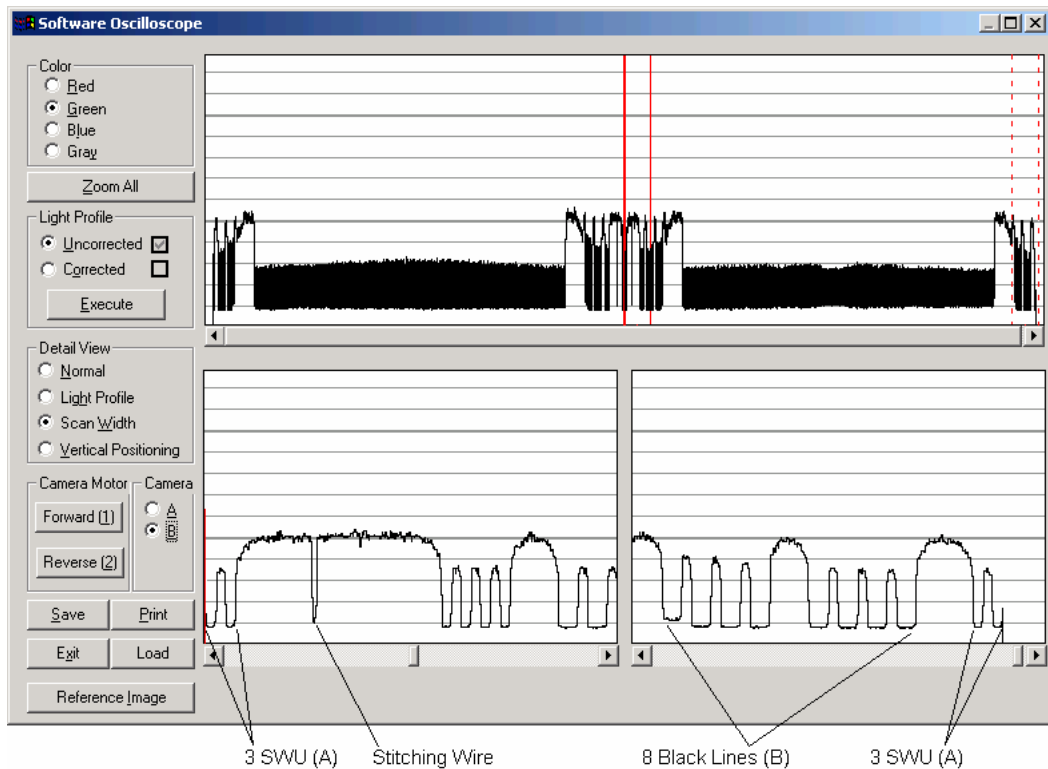 Software Oscilloscope
Color
Red
Green
Blue
Gray
Zoom All
Light Profile
Uncorrected
Corrected
Execute
Detail View
Normal
Light Profile
Scan Width
Vertical Positioning
Camera Motor
Camera
Forward (1)
A
B
Reverse (2)
Save
Print
Exit
Load
Reference Image
3 SWU (A)
Stitching Wire
8 Black Lines (B)
3 SWU (A)